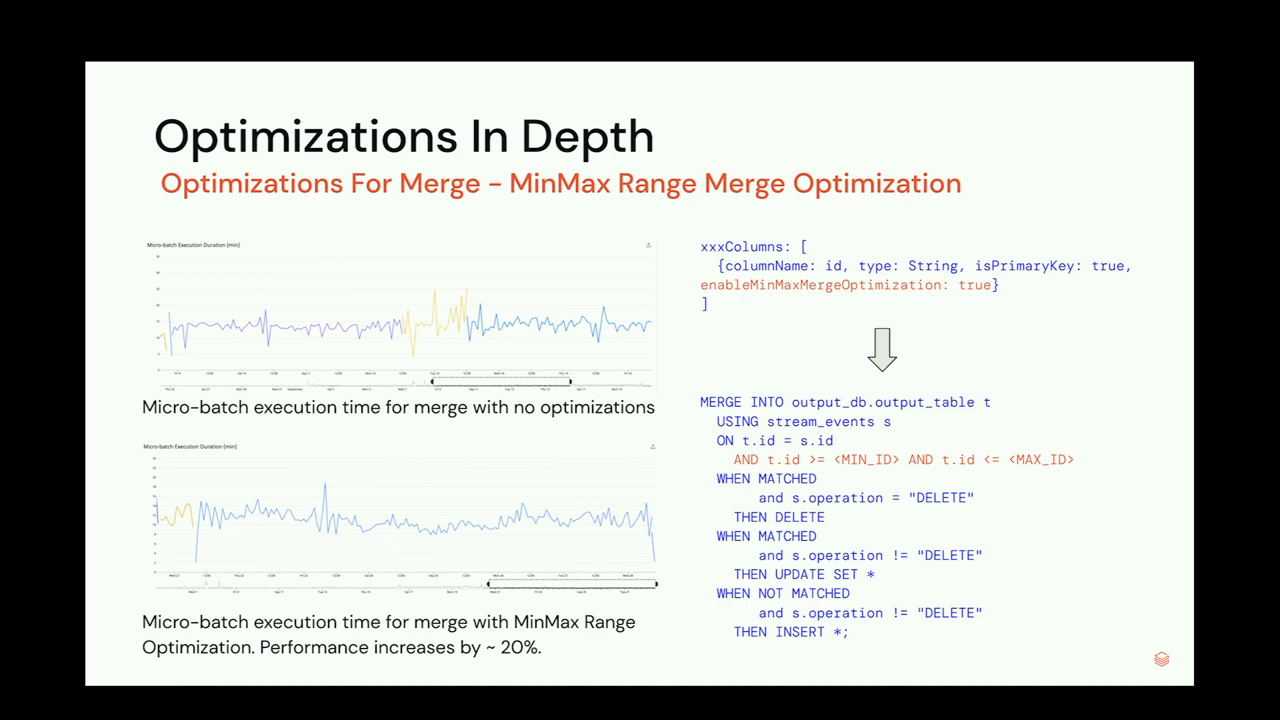 Optimizations In Depth
Optimizations For Merge - MinMax Range Merge Optimization
Micro-batch Execution Duration (min)
Micro-batch execution time for merge with no optimizations
Micro-batch Execution Duration (min)
Micro-batch execution time for merge with MinMax Range
Optimization. Performance increases by ~ 20%.
xxxColumns: [
{columnName: id, type: String, isPrimaryKey: true,
enableMinMaxMergeOptimization: true}
]
MERGE INTO output_db.output_table t
USING stream_events s
ON t.id = s.id
AND t.id >= <MIN_ID> AND t.id <= <MAX_ID>
WHEN MATCHED
and s.operation = "DELETE"
THEN DELETE
WHEN MATCHED
and s.operation != "DELETE"
THEN UPDATE SET *
WHEN NOT MATCHED
and s.operation != "DELETE"
THEN INSERT *;